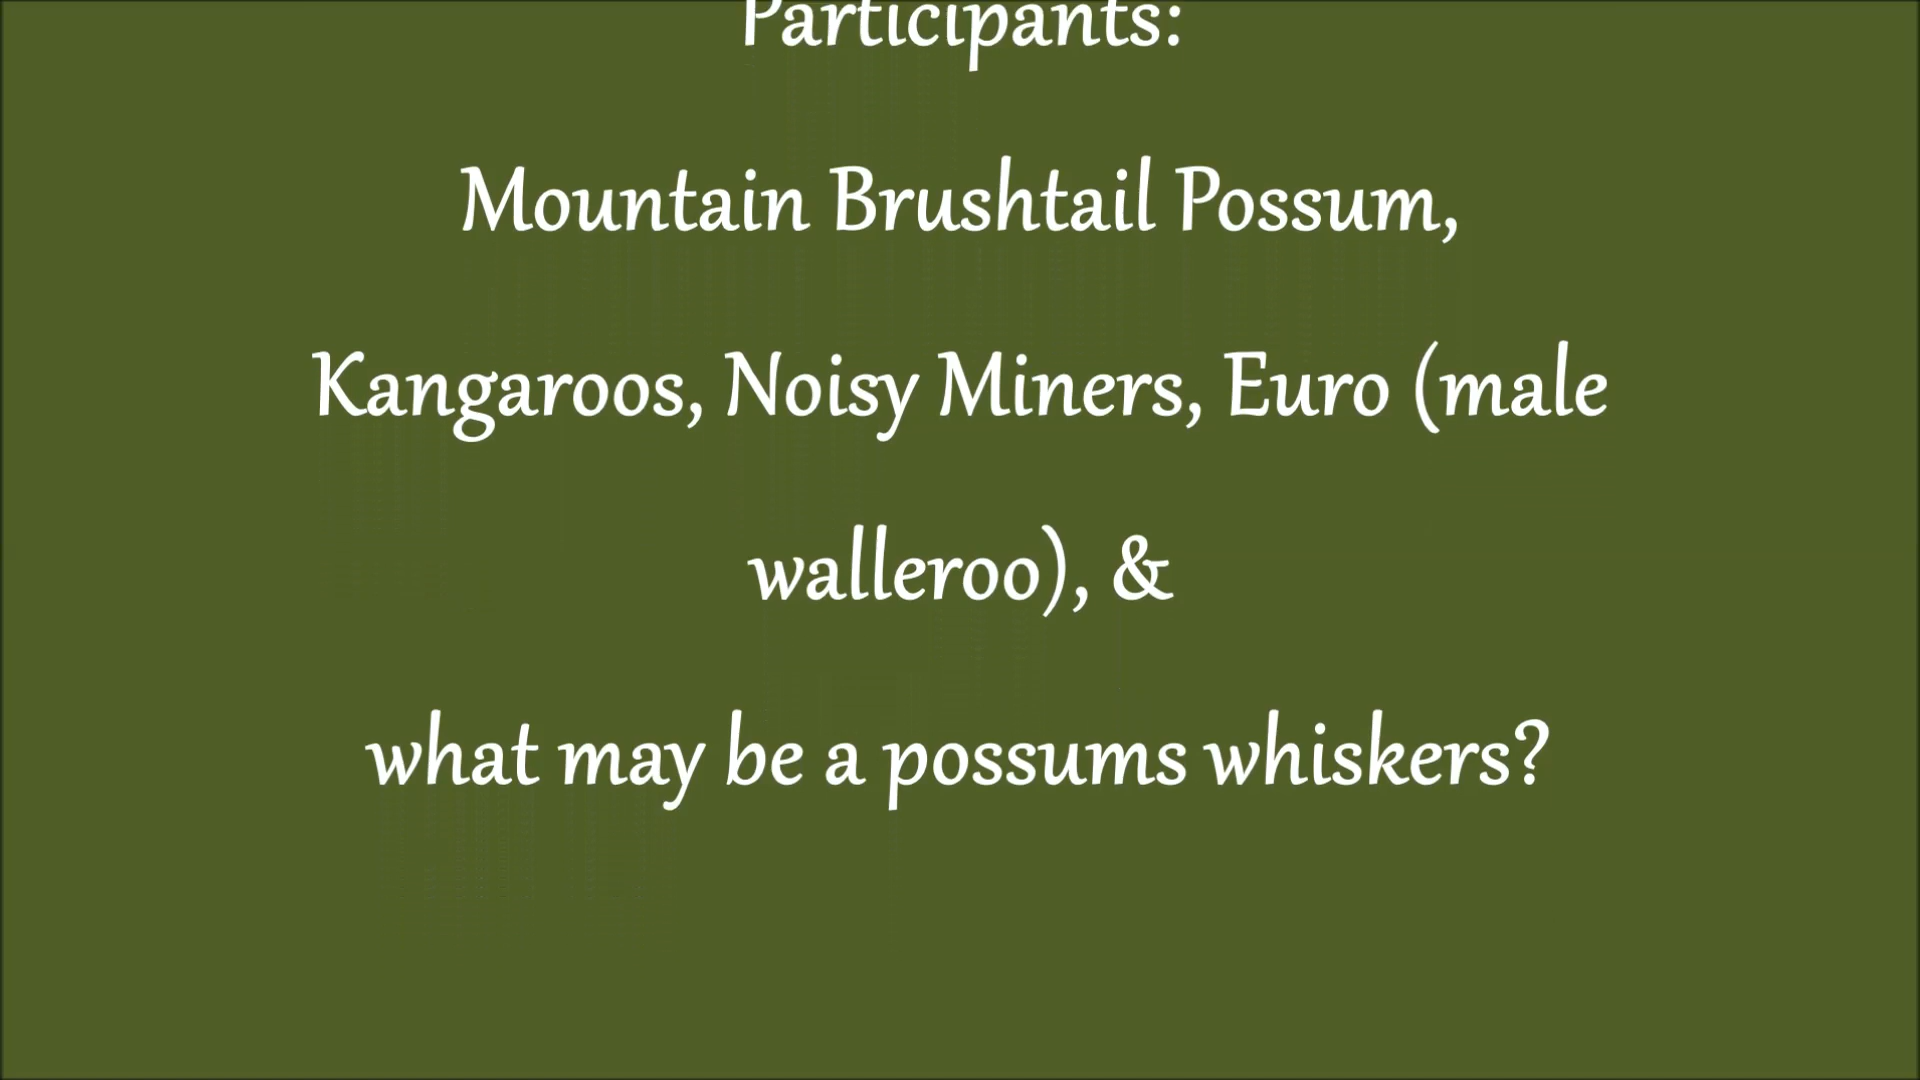 Participants:
Mountain Brushtail Possum,
Kangaroos, Noisy Miners, Euro (male
walleroo), &
what may be a possums whiskers?